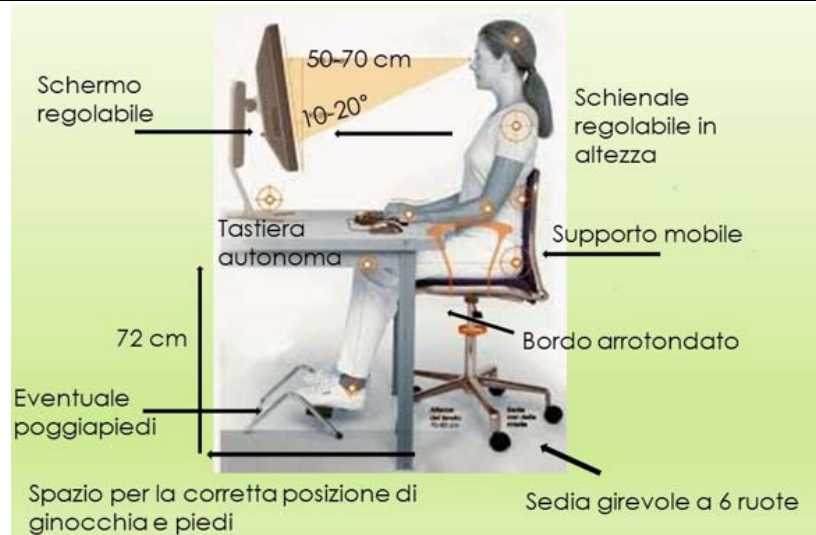 50-70 cm
10-20°
Schermo
regolabile
Schienale
regolabile in
altezza
Tastiera
autonoma
Supporto mobile
72 cm
Bordo arrotondato
Eventuale
poggiapiedi
Spazio per la corretta posizione di
ginocchia e piedi
Sedia girevole a 6 ruote